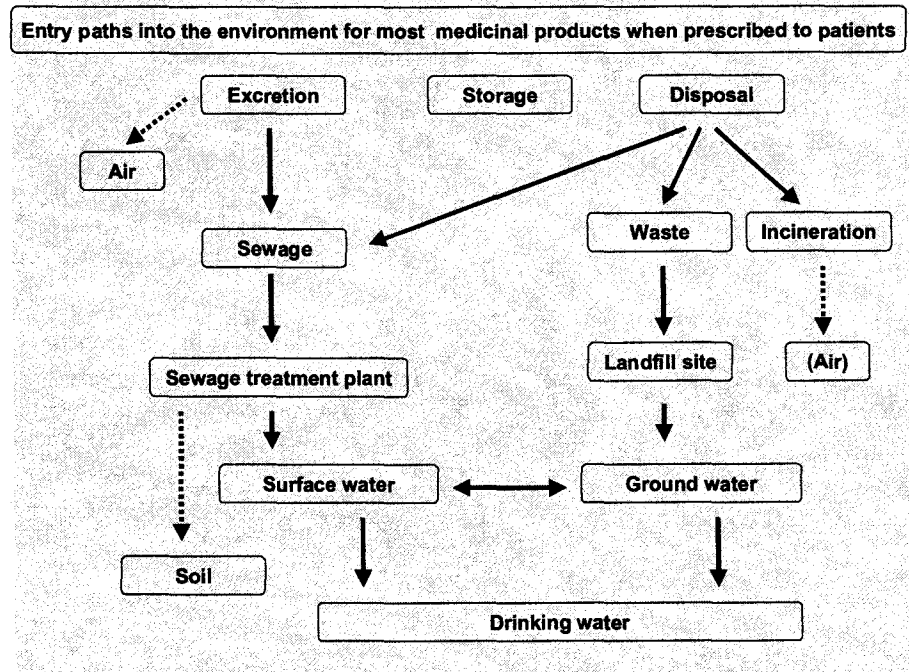 Entry paths into the environment for most medicinal products when prescribed to patients
Excretion
Storage
Disposal
Air
Sewage
Waste
Incineration
Sewage treatment plant
Landfill site
(Air)
Surface water
Ground water
Soil
Drinking water